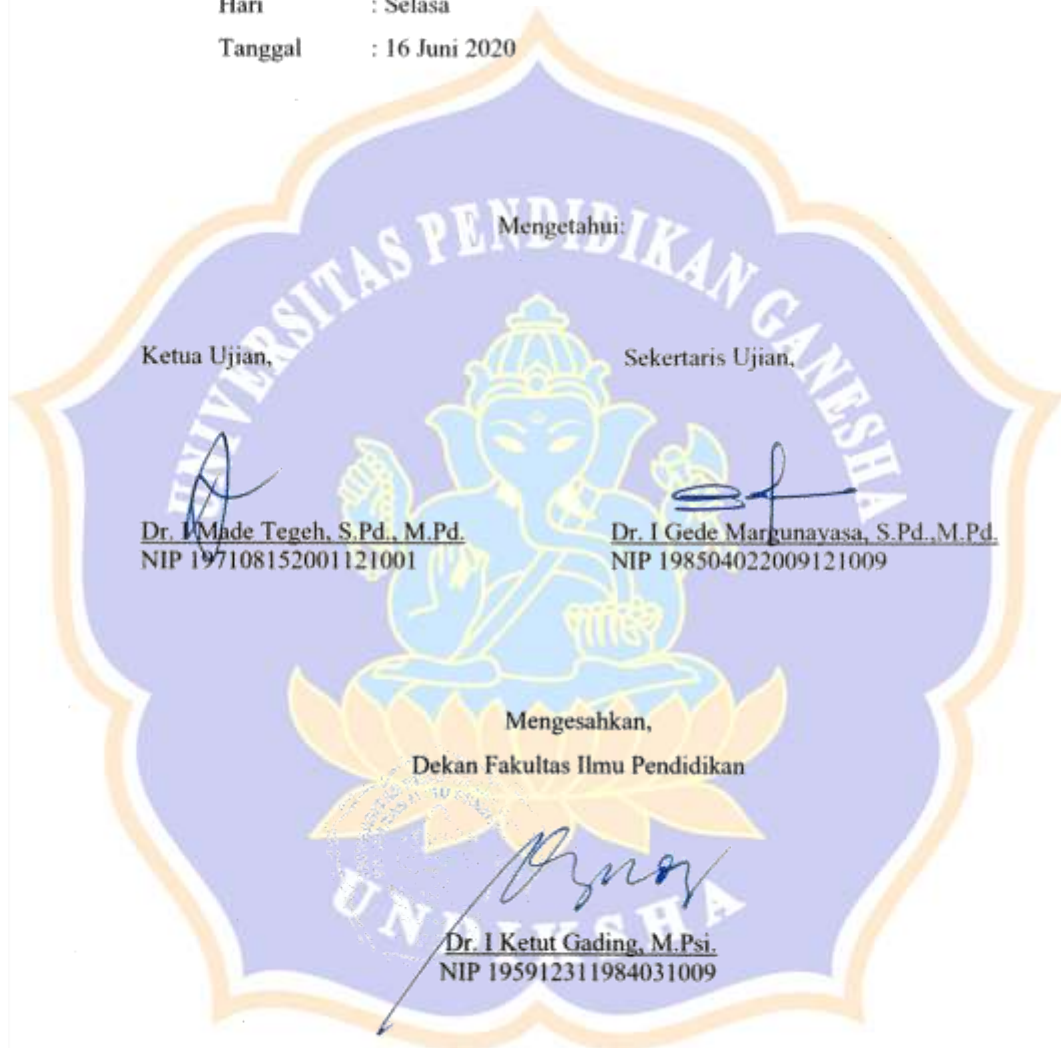 Hari : Selasa
Tanggal : 16 Juni 2020
UNIVERSITAS PENDIDIKAN GANESHA
Mengetahui:
Ketua Ujian,
Sekertaris Ujian,
Dr. I Made Tegeh, S.Pd., M.Pd.
NIP 197108152001121001
Dr. I Gede Margunayasa, S.Pd.,M.Pd.
NIP 198504022009121009
Mengesahkan,
Dekan Fakultas Ilmu Pendidikan
UNDIKSHA
Dr. I Ketut Gading, M.Psi.
NIP 195912311984031009